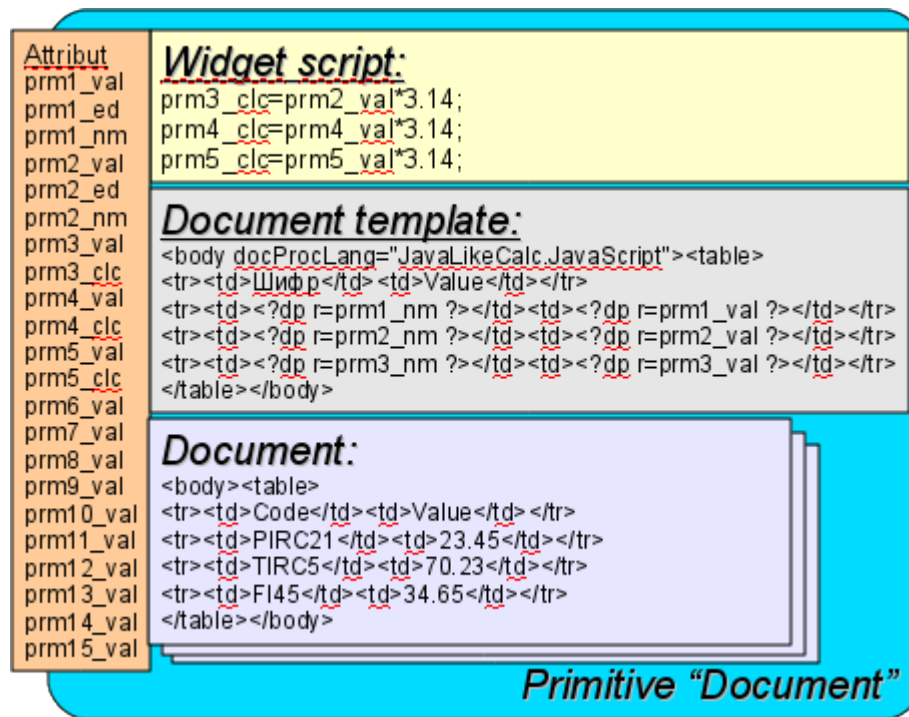 Attribut
prm1_val
prm1_ed
prm1_nm
prm2_val
prm2_ed
prm2_nm
prm3_val
prm3_clc
prm4_val
prm4_clc
prm5_val
prm5_clc
prm6_val
prm7_val
prm8_val
prm9_val
prm10_val
prm11_val
prm12_val
prm13_val
prm14_val
prm15_val
Widget script:
prm3_clc=prm2_val*3.14;
prm4_clc=prm4_val*3.14;
prm5_clc=prm5_val*3.14;
Document template:
<body docProcLang="JavaLikeCalc.JavaScript"><table>
<tr><td>Шифр</td><td>Value</td></tr>
<tr><td><?dp r=prm1_nm ?></td><td><?dp r=prm1_val ?></td></tr>
<tr><td><?dp r=prm2_nm ?></td><td><?dp r=prm2_val ?></td></tr>
<tr><td><?dp r=prm3_nm ?></td><td><?dp r=prm3_val ?></td></tr>
</table></body>
Document:
<body><table>
<tr><td>Code</td><td>Value</td></tr>
<tr><td>PIRC21</td><td>23.45</td></tr>
<tr><td>TIRC5</td><td>70.23</td></tr>
<tr><td>FI45</td><td>34.65</td></tr>
</table></body>
Primitive “Document”